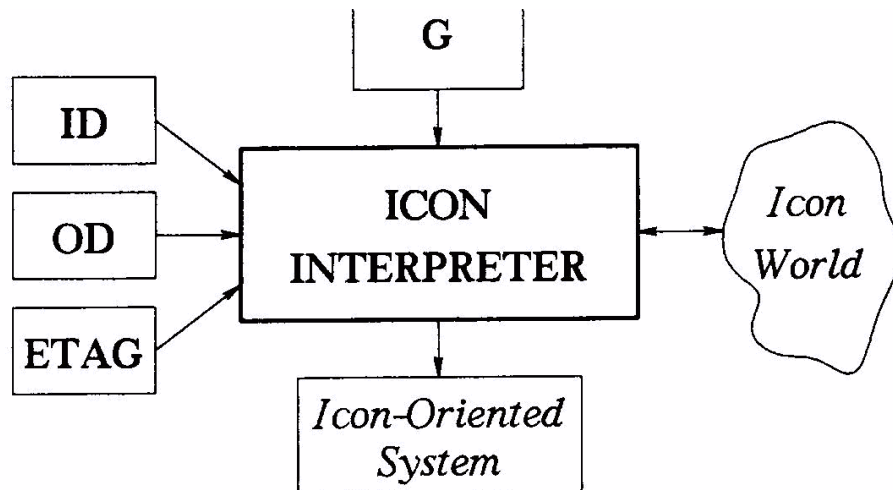 G
ID
OD
ETAG
ICON
INTERPRETER
Icon
World
Icon-Oriented
System